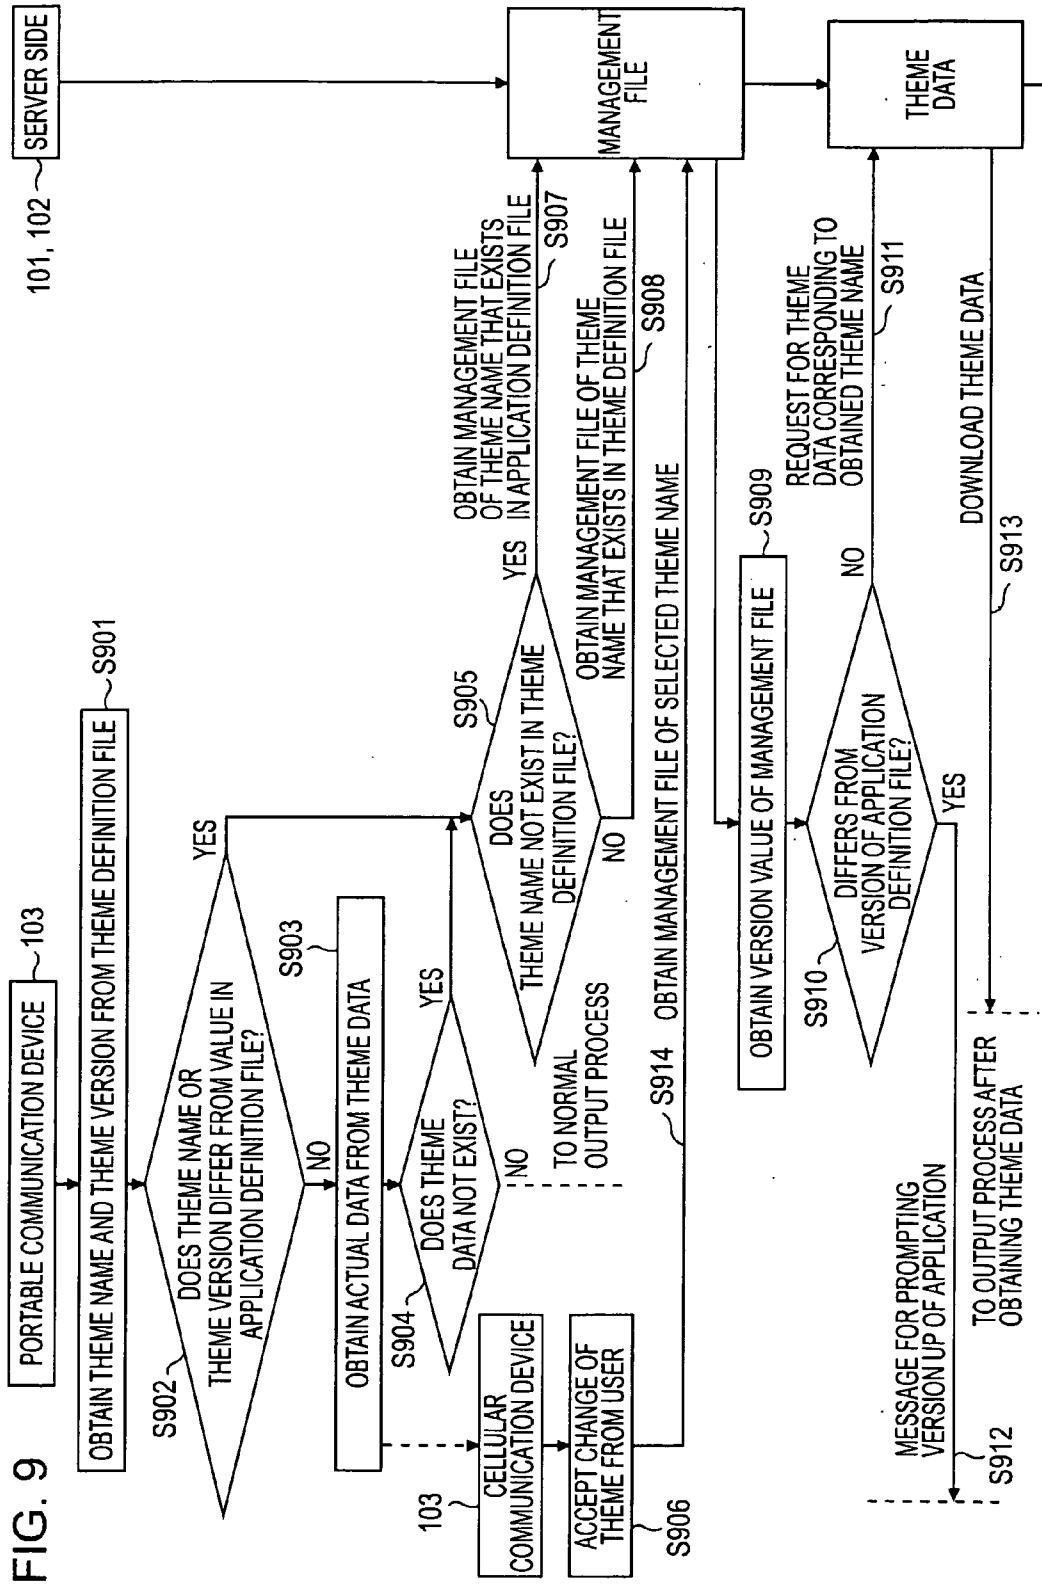 FIG. 9
PORTABLE COMMUNICATION DEVICE
103
SERVER SIDE
101, 102
OBTAIN THEME NAME AND THEME VERSION FROM THEME DEFINITION FILE
S901
DOES THEME NAME OR
THEME VERSION DIFFER FROM VALUE IN
APPLICATION DEFINITION FILE?
S902
YES
NO
OBTAIN ACTUAL DATA FROM THEME DATA
S903
DOES THEME
DATA NOT EXIST?
S904
YES
NO
TO NORMAL
OUTPUT PROCESS
CELLULAR
COMMUNICATION DEVICE
103
ACCEPT CHANGE OF
THEME FROM USER
S906
DOES
THEME NAME NOT EXIST IN THEME
DEFINITION FILE?
S905
YES
NO
OBTAIN MANAGEMENT FILE
OF THEME NAME THAT EXISTS
IN APPLICATION DEFINITION FILE
S907
OBTAIN MANAGEMENT FILE OF THEME
NAME THAT EXISTS IN THEME DEFINITION FILE
S908
S914
OBTAIN MANAGEMENT FILE OF SELECTED THEME NAME
MANAGEMENT
FILE
OBTAIN VERSION VALUE OF MANAGEMENT FILE
S909
DIFFERS FROM
VERSION OF APPLICATION
DEFINITION FILE?
S910
NO
YES
REQUEST FOR THEME
DATA CORRESPONDING TO
OBTAINED THEME NAME
S911
THEME
DATA
MESSAGE FOR PROMPTING
VERSION UP OF APPLICATION
S912
DOWNLOAD THEME DATA
S913
TO OUTPUT PROCESS AFTER
OBTAINING THEME DATA